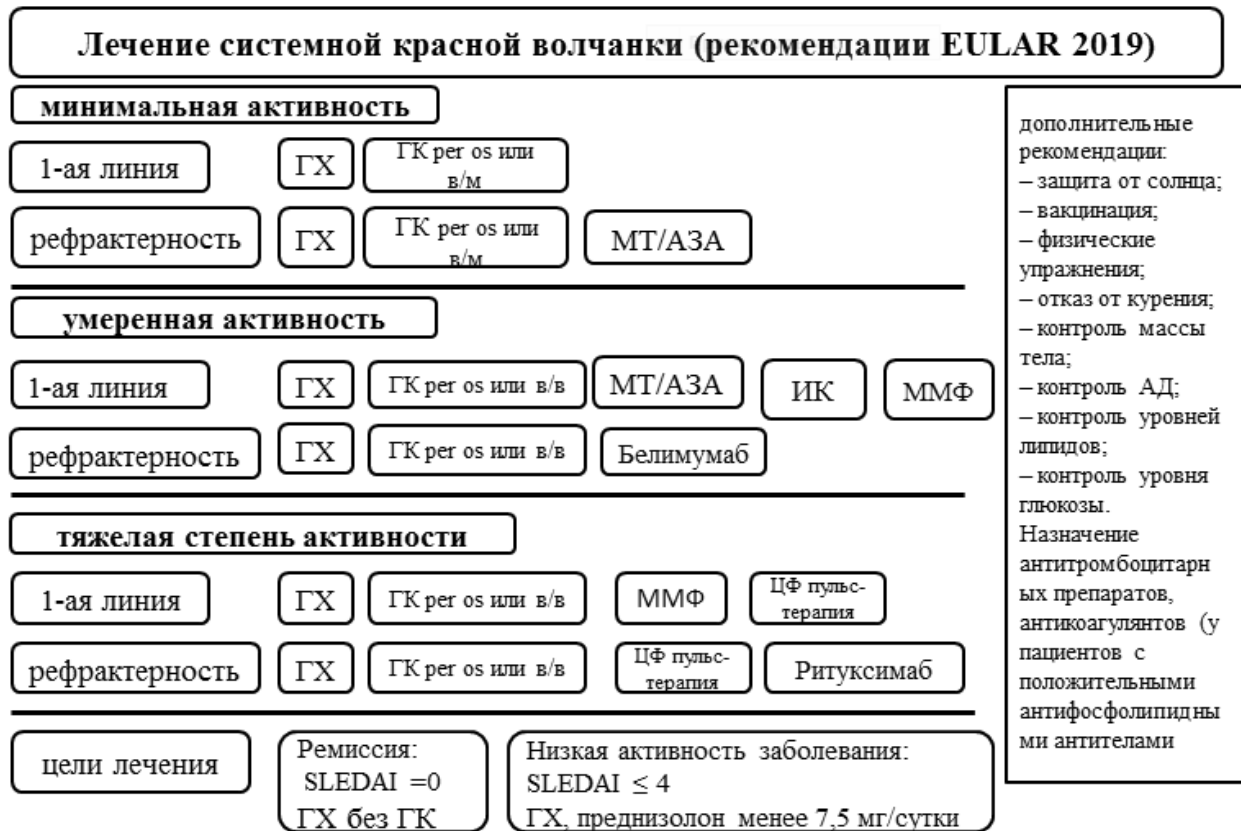 Лечение системной красной волчанки (рекомендации EULAR 2019)
минимальная активность
1-ая линия
ГХ
ГК per os или
в/м
рефрактерность
ГХ
ГК per os или
в/м
МТ/АЗА
умеренная активность
1-ая линия
ГХ
ГК per os или в/в
МТ/АЗА
ИК
ММФ
рефрактерность
ГХ
ГК per os или в/в
Белимумаб
тяжелая степень активности
1-ая линия
ГХ
ГК per os или в/в
ММФ
ЦФ пульс-
терапия
рефрактерность
ГХ
ГК per os или в/в
ЦФ пульс-
терапия
Ритуксимаб
цели лечения
Ремиссия:
SLEDAI =0
ГХ без ГК
Низкая активность заболевания:
SLEDAI ≤ 4
ГХ, преднизолон менее 7,5 мг/сутки
дополнительные
рекомендации:
– защита от солнца;
– вакцинация;
– физические
упражнения;
– отказ от курения;
– контроль массы
тела;
– контроль АД;
– контроль уровней
липидов;
– контроль уровня
глюкозы.
Назначение
антитромбоцитарн
ых препаратов,
антикоагулянтов (у
пациентов с
положительными
антифосфолипидны
ми антителами